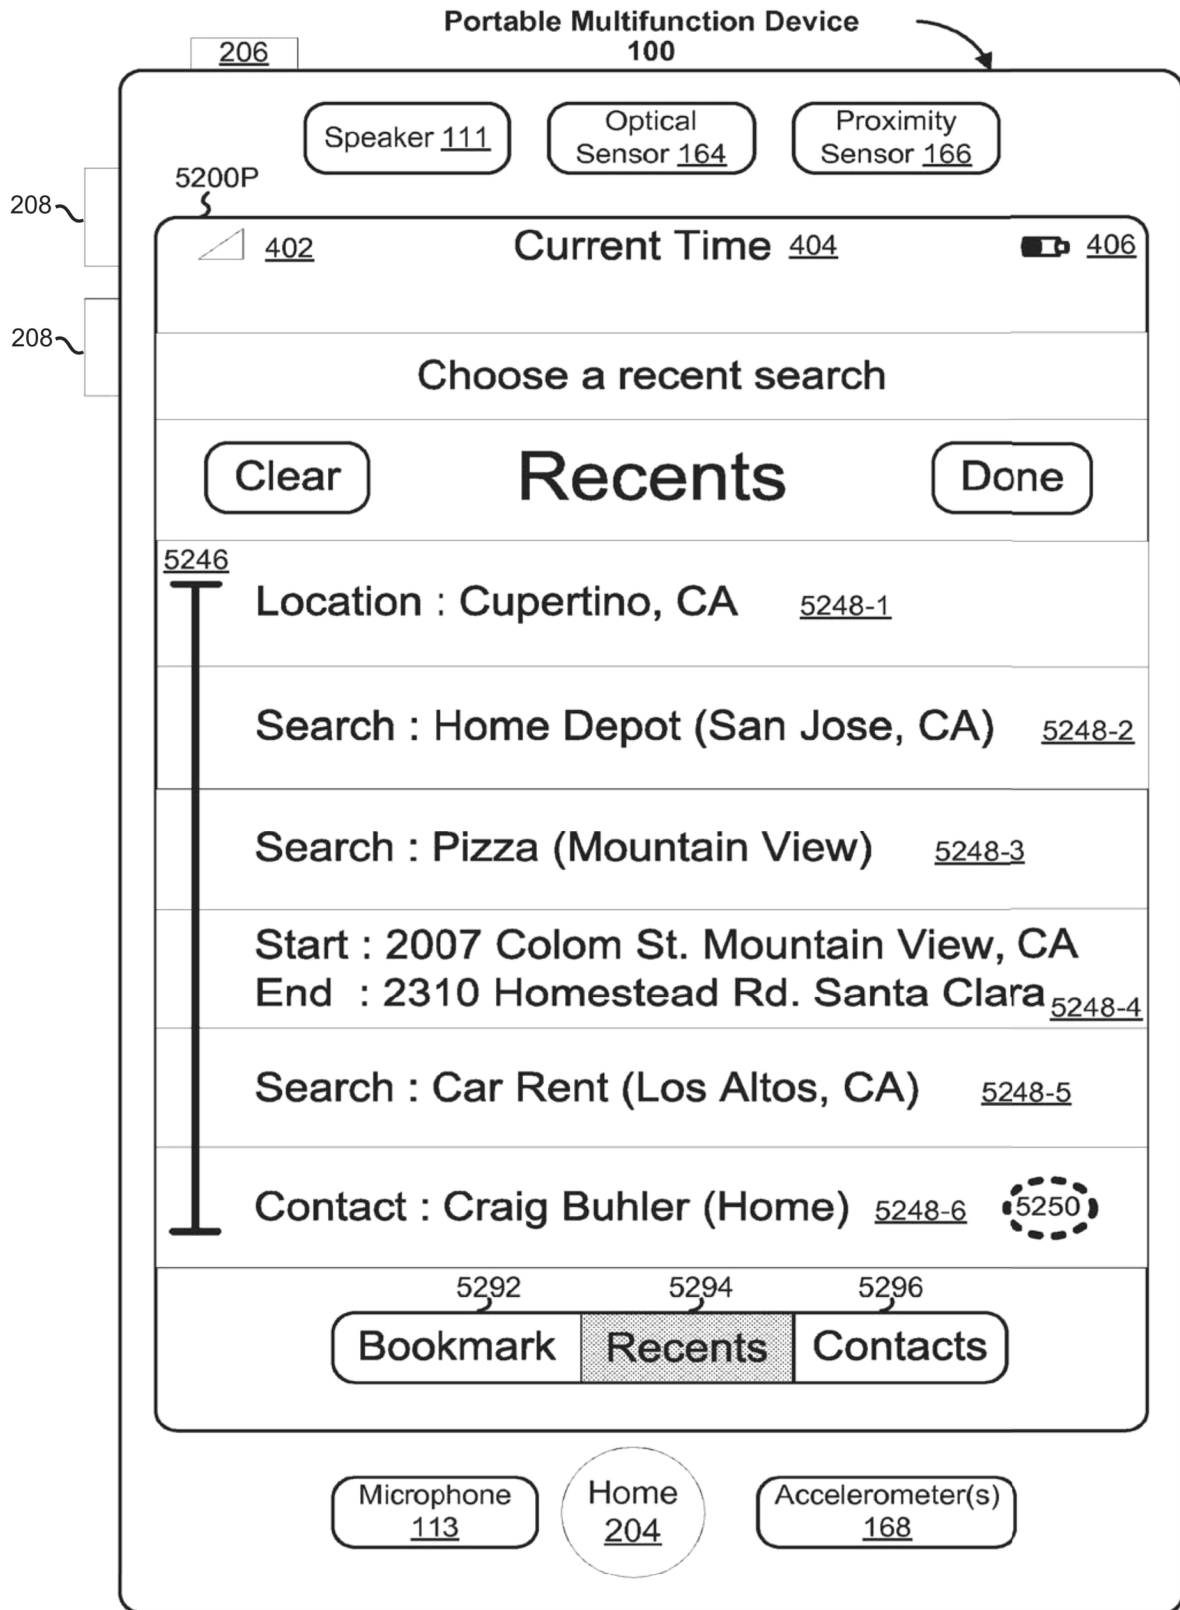 Portable Multifunction Device
100
206
Speaker 111
Optical
Sensor 164
Proximity
Sensor 166
5200P
208
402
Current Time 404
406
208
Choose a recent search
Clear
Recents
Done
5246
Location : Cupertino, CA 5248-1
Search : Home Depot (San Jose, CA) 5248-2
Search : Pizza (Mountain View) 5248-3
Start : 2007 Colom St. Mountain View, CA
End : 2310 Homestead Rd. Santa Clara 5248-4
Search : Car Rent (Los Altos, CA) 5248-5
Contact : Craig Buhler (Home) 5248-6 5250
5292 5294 5296
Bookmark Recents Contacts
Microphone
113
Home
204
Accelerometer(s)
168